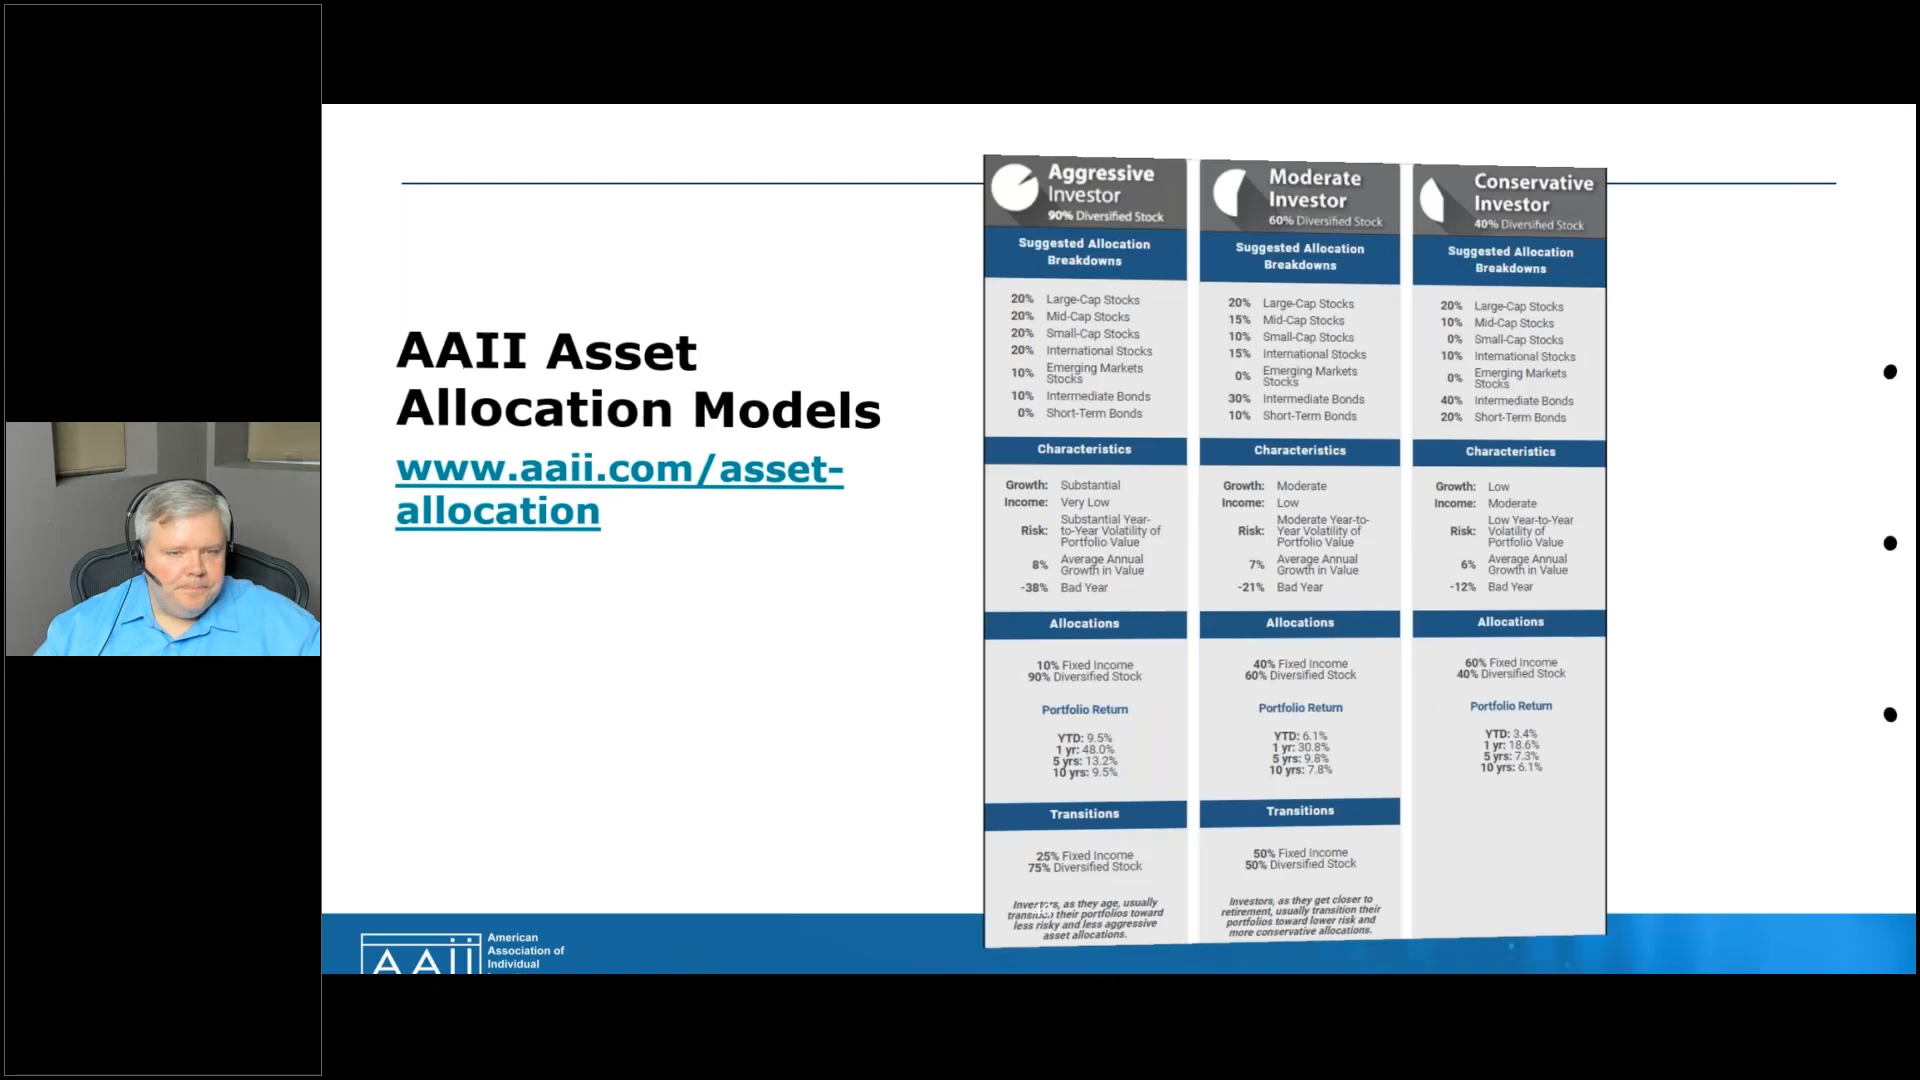 AAII Asset
Allocation Models
www.aaii.com/asset-
allocation
Aggressive
Investor
90% Diversified Stock
Suggested Allocation
Breakdowns
20% Large-Cap Stocks
20% Mid-Cap Stocks
20% Small-Cap Stocks
20% International Stocks
10% Emerging Markets
Stocks
10% Intermediate Bonds
0% Short-Term Bonds
Characteristics
Growth: Substantial
Income: Very Low
Risk: Substantial Year-
to-Year Volatility of
Portfolio Value
8% Average Annual
Growth in Value
-38% Bad Year
Allocations
10% Fixed Income
90% Diversified Stock
Portfolio Return
YTD: 9.5%
1 yr: 48.0%
5 yrs: 13.2%
10 yrs: 9.5%
Transitions
25% Fixed Income
75% Diversified Stock
Investors, as they age, usually
transition their portfolios toward
less risky and less aggressive
asset allocations.
Moderate
Investor
60% Diversified Stock
Suggested Allocation
Breakdowns
20% Large-Cap Stocks
15% Mid-Cap Stocks
10% Small-Cap Stocks
15% International Stocks
0% Emerging Markets
Stocks
30% Intermediate Bonds
10% Short-Term Bonds
Characteristics
Growth: Moderate
Income: Low
Risk: Moderate Year-to-
Year Volatility of
Portfolio Value
7% Average Annual
Growth in Value
-21% Bad Year
Allocations
40% Fixed Income
60% Diversified Stock
Portfolio Return
YTD: 6.1%
1 yr: 30.8%
5 yrs: 9.8%
10 yrs: 7.8%
Transitions
50% Fixed Income
50% Diversified Stock
Investors, as they get closer to
retirement, usually transition their
portfolios toward lower risk and
more conservative allocations.
Conservative
Investor
40% Diversified Stock
Suggested Allocation
Breakdowns
20% Large-Cap Stocks
10% Mid-Cap Stocks
0% Small-Cap Stocks
10% International Stocks
0% Emerging Markets
Stocks
40% Intermediate Bonds
20% Short-Term Bonds
Characteristics
Growth: Low
Income: Moderate
Risk: Low Year-to-Year
Volatility of
Portfolio Value
6% Average Annual
Growth in Value
-12% Bad Year
Allocations
60% Fixed Income
40% Diversified Stock
Portfolio Return
YTD: 3.4%
1 yr: 18.6%
5 yrs: 7.3%
10 yrs: 6.1%
AAII
American
Association of
Individual